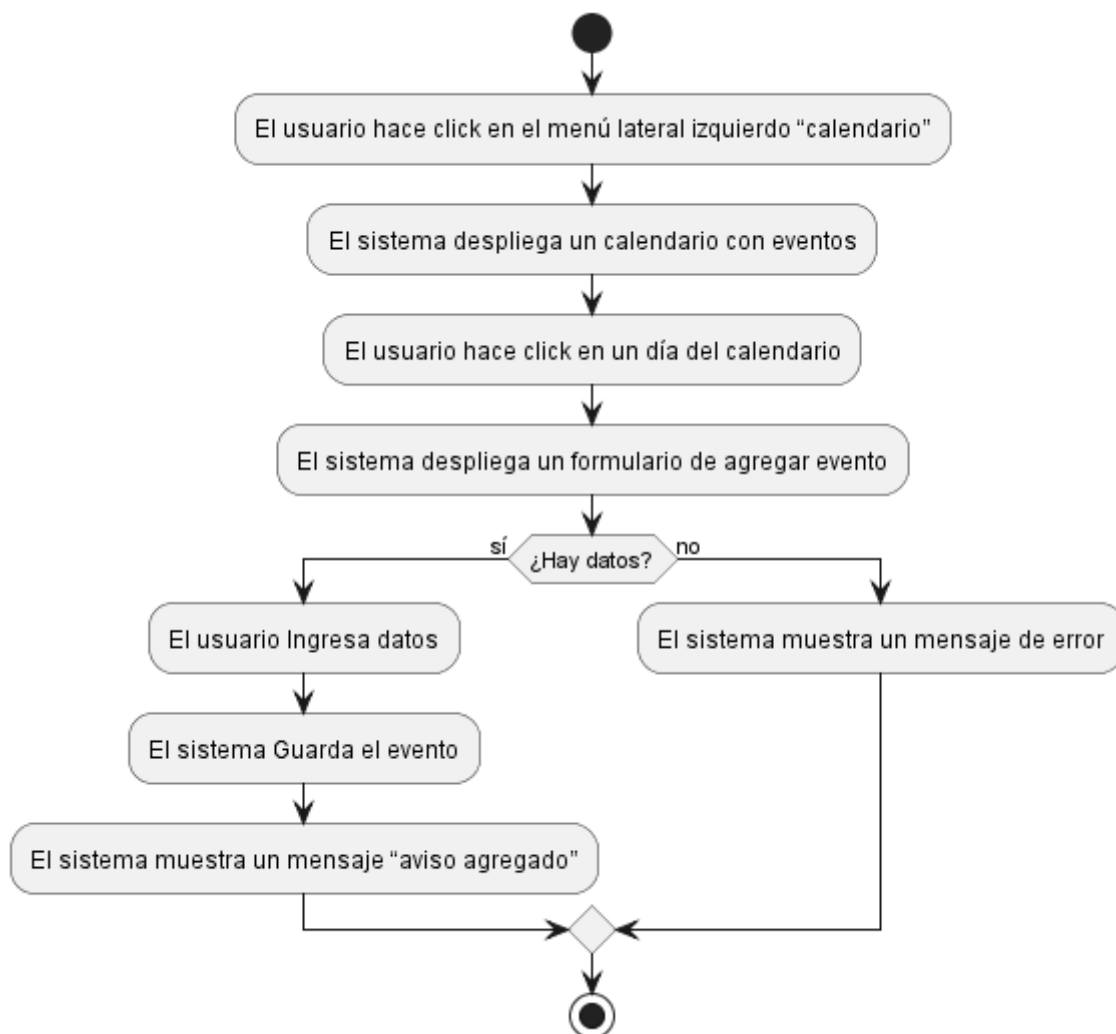 El usuario hace click en el menú lateral izquierdo “calendario”
El sistema despliega un calendario con eventos
El usuario hace click en un día del calendario
El sistema despliega un formulario de agregar evento
sí
¿Hay datos?
no
El usuario Ingresa datos
El sistema muestra un mensaje de error
El sistema Guarda el evento
El sistema muestra un mensaje “aviso agregado”